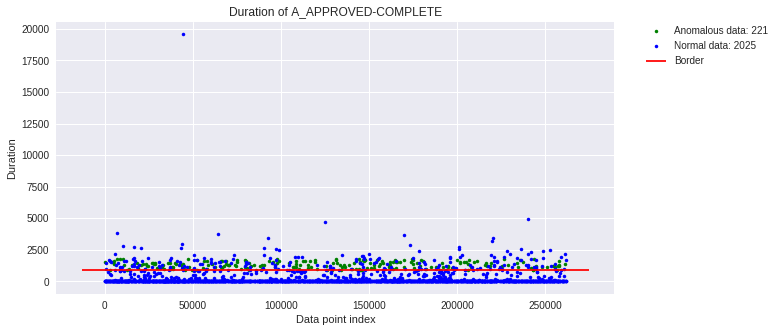 Duration of A_APPROVED-COMPLETE
Anomalous data: 221
Normal data: 2025
Border
20000
17500
15000
12500
10000
7500
5000
2500
0
Duration
0
50000
100000
150000
200000
250000
Data point index